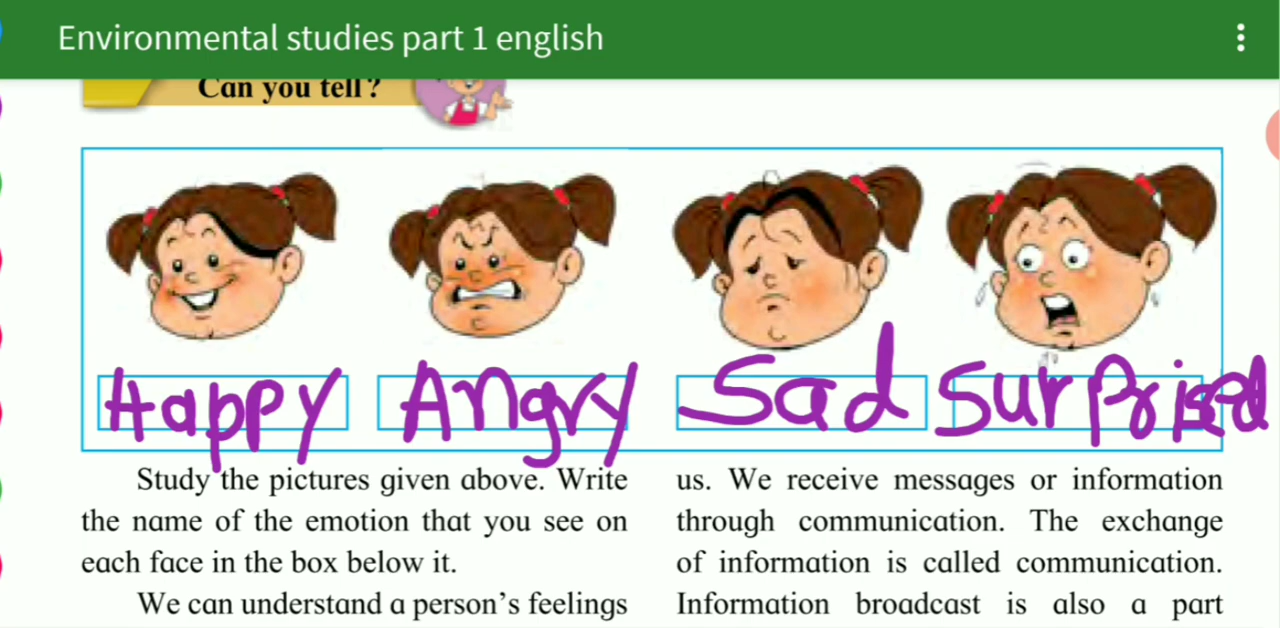 Environmental studies part 1 english
Can you tell?
Happy Angry Sad Surprised
Study the pictures given above. Write
the name of the emotion that you see on
each face in the box below it.
We can understand a person's feelings
us. We receive messages or information
through communication. The exchange
of information is called communication.
Information broadcast is also a part